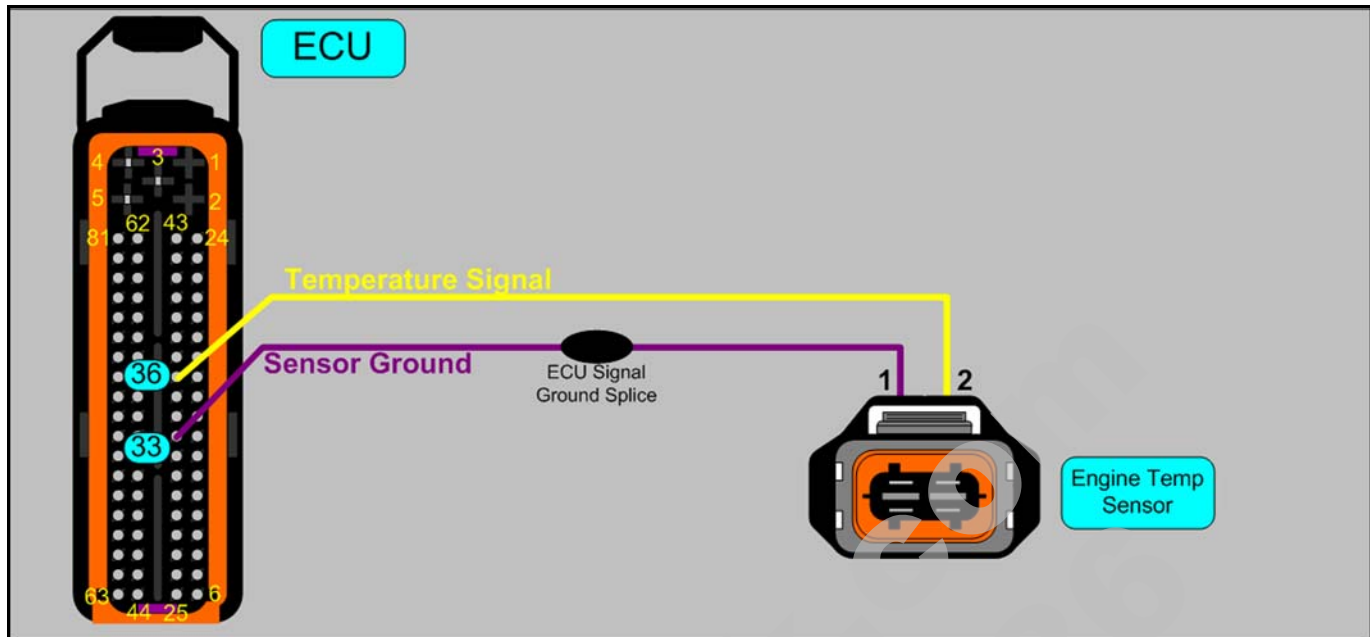 ECU
4 3 1
5 2
62 43
81 24
Temperature Signal
36
Sensor Ground
ECU Signal
Ground Splice
1 2
33
Engine Temp
Sensor
63 6
44 25